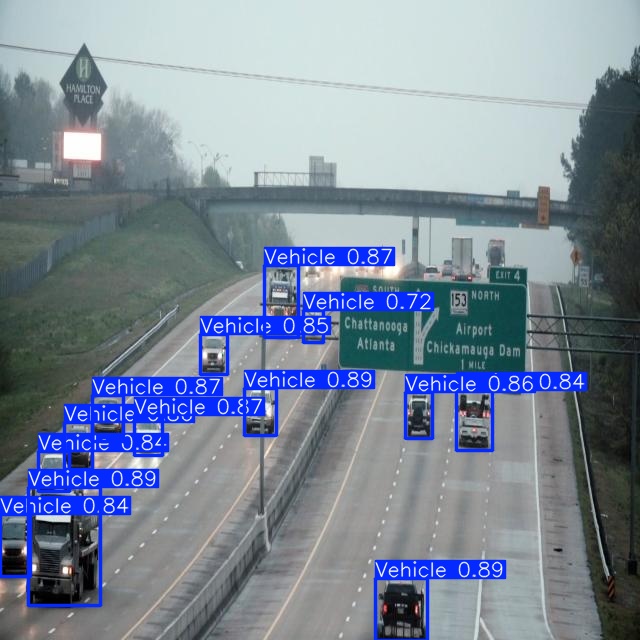 HAMILTON
PLACE
Vehicle 0.87
EXIT 4
SOUTH
153 NORTH
Vehicle 0.72
Chattanooga
Atlanta
Airport
Chickamauga Dam
1 MILE
Vehicle 0.85
Vehicle 0.89
Vehicle 0.86
0.84
Vehicle 0.87
Vehicle
Vehicle 0.87
Vehicle 0.84
Vehicle 0.89
Vehicle 0.84
Vehicle 0.89